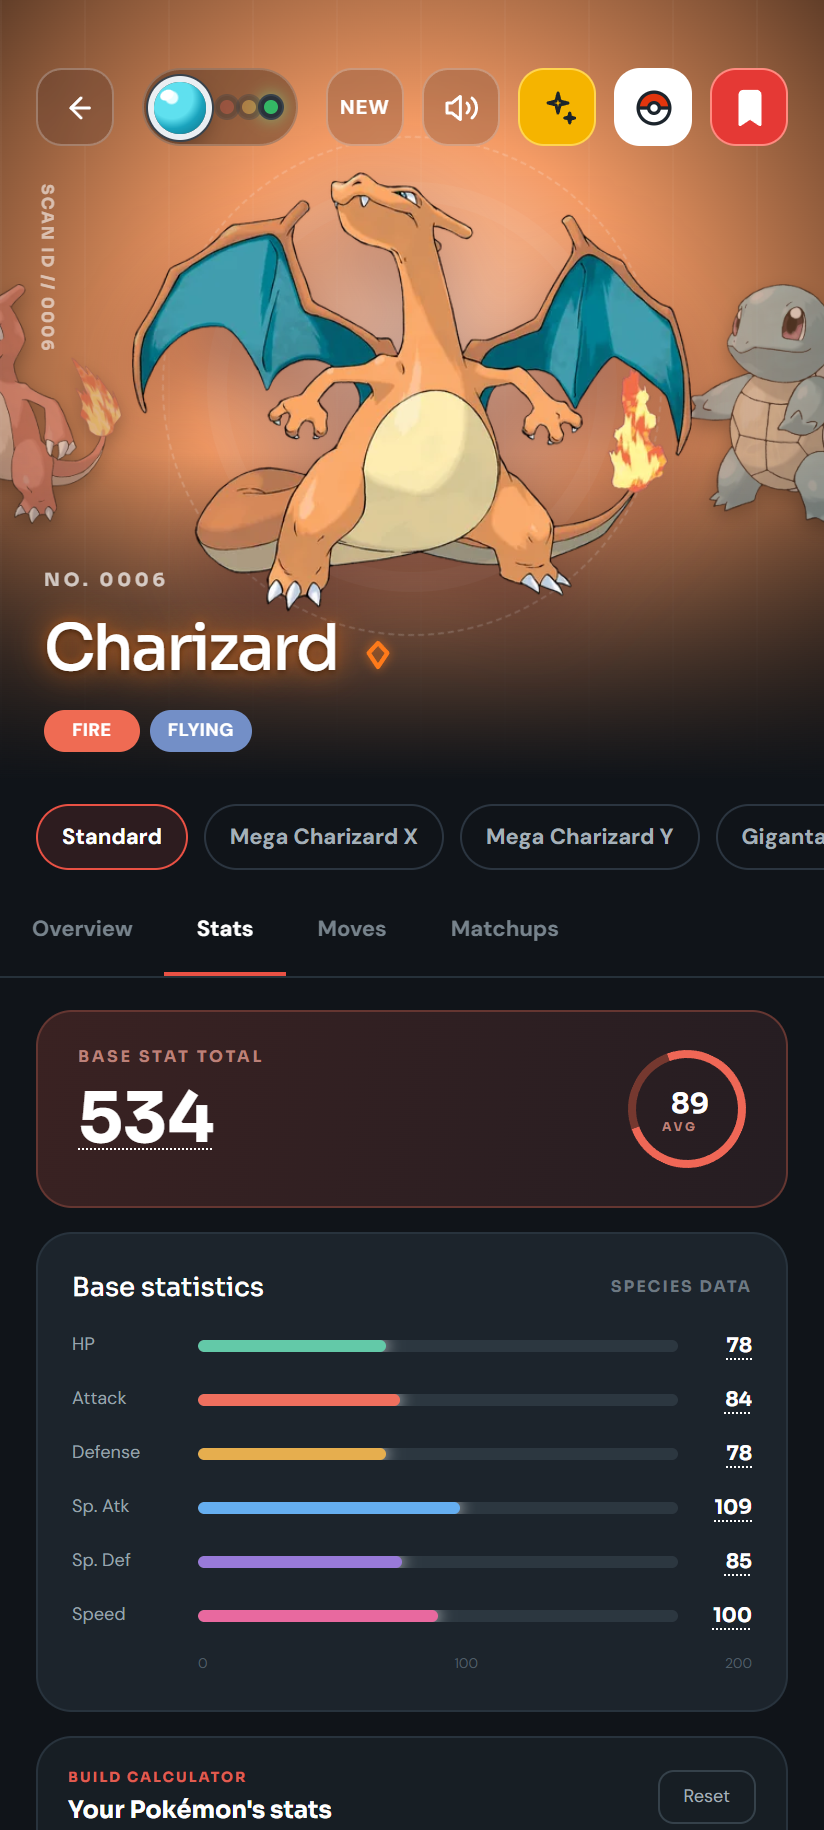 NEW
SCAN ID // 0006
NO. 0006
Charizard
FIRE FLYING
Standard Mega Charizard X Mega Charizard Y Giganta
Overview Stats Moves Matchups
BASE STAT TOTAL
534
89
AVG
Base statistics SPECIES DATA
HP 78
Attack 84
Defense 78
Sp. Atk 109
Sp. Def 85
Speed 100
0 100 200
BUILD CALCULATOR
Your Pokémon's stats
Reset